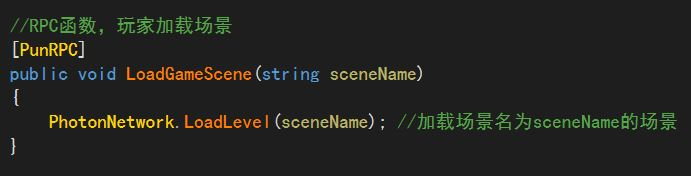 //RPC函数，玩家加载场景
[PunRPC]
public void LoadGameScene(string sceneName)
{
    PhotonNetwork.LoadLevel(sceneName); //加载场景名为sceneName的场景
}